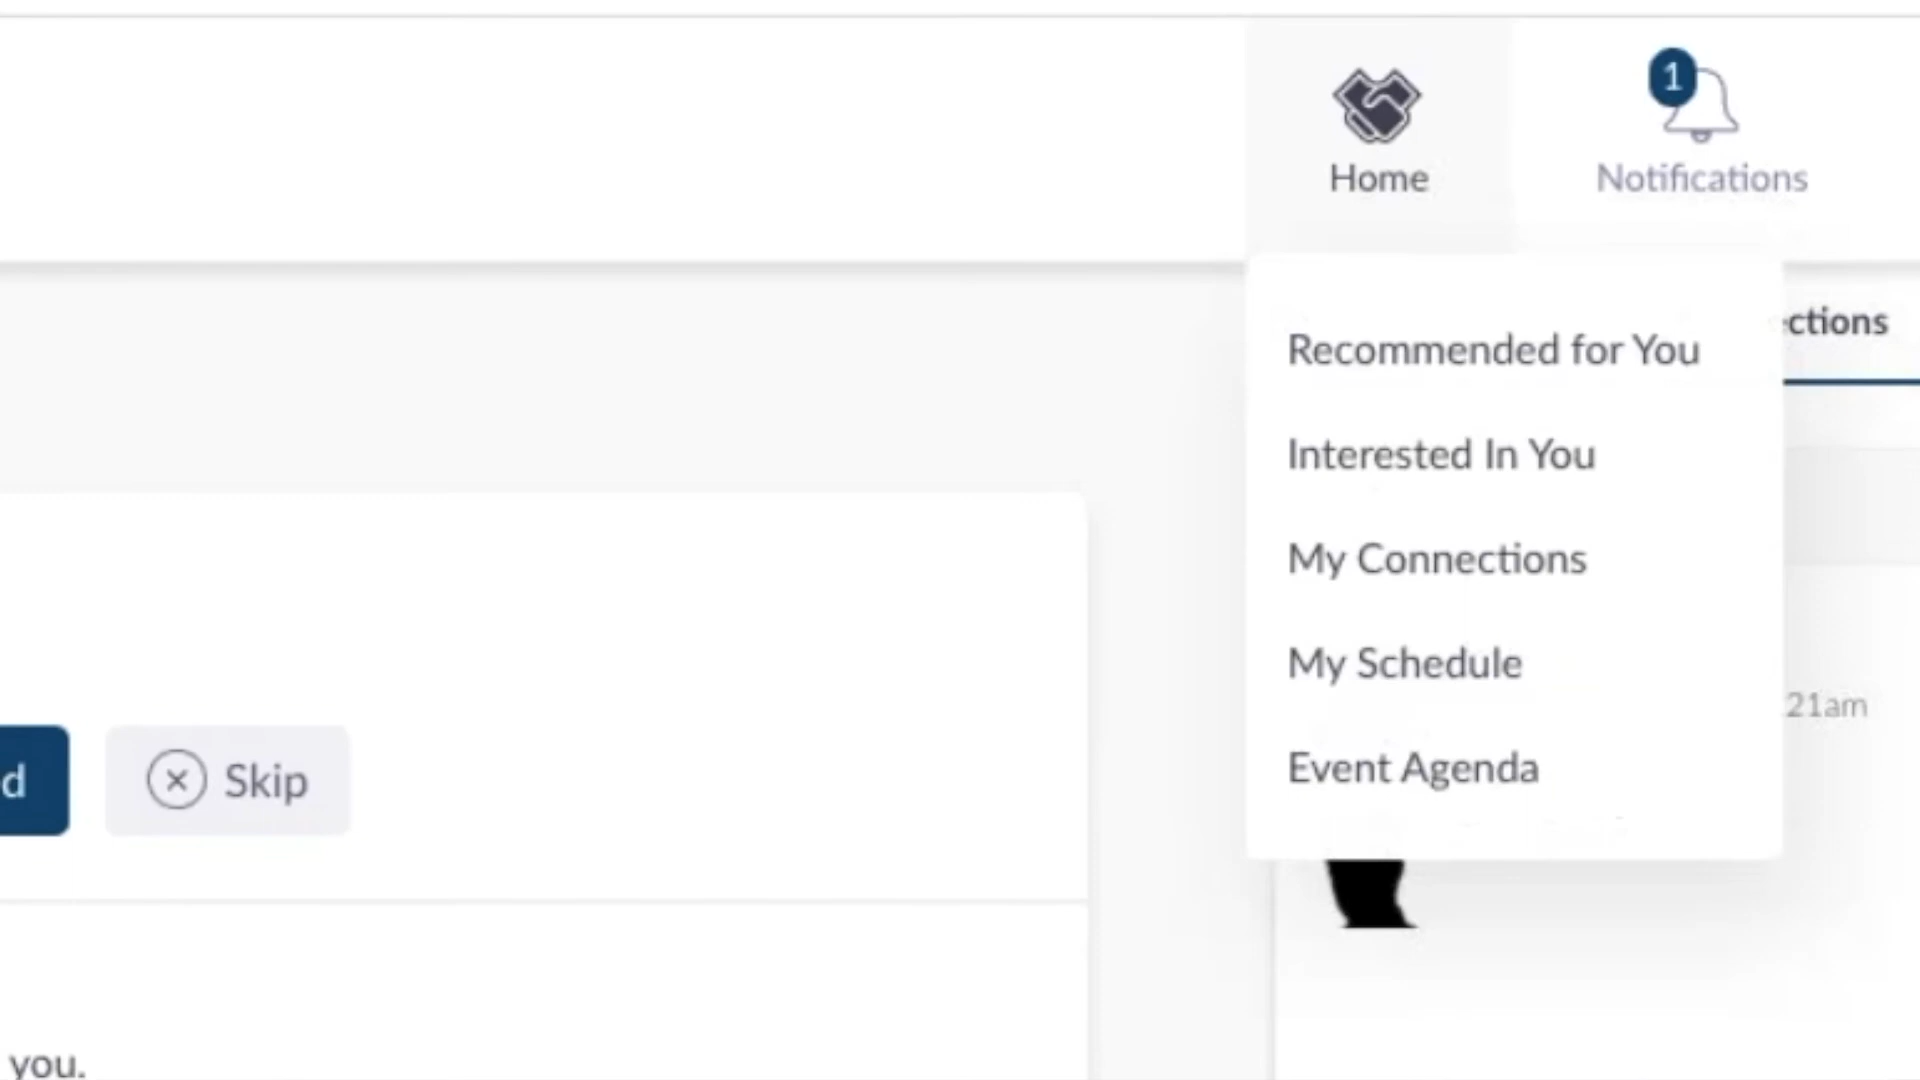 1
Home
Notifications
ctions
Recommended for You
Interested In You
My Connections
My Schedule
21am
Event Agenda
d
Skip
you.